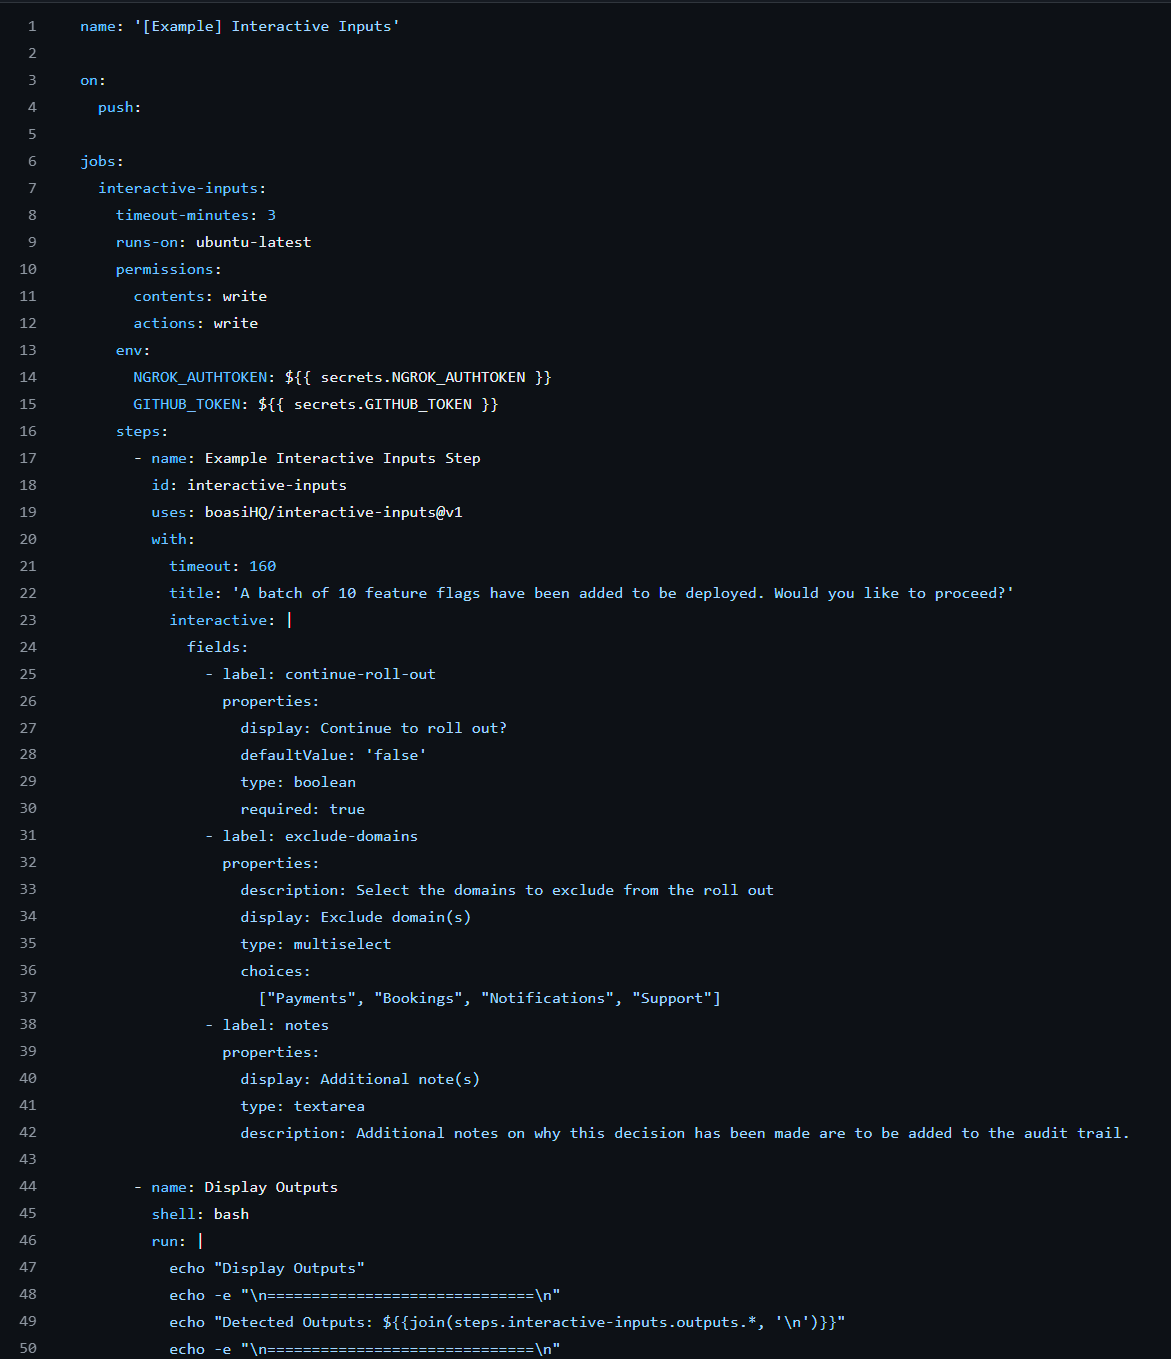 1 name: '[Example] Interactive Inputs'
2
3 on:
4   push:
5
6 jobs:
7   interactive-inputs:
8     timeout-minutes: 3
9     runs-on: ubuntu-latest
10     permissions:
11       contents: write
12       actions: write
13     env:
14       NGROK_AUTHTOKEN: ${{ secrets.NGROK_AUTHTOKEN }}
15       GITHUB_TOKEN: ${{ secrets.GITHUB_TOKEN }}
16     steps:
17       - name: Example Interactive Inputs Step
18         id: interactive-inputs
19         uses: boasiHQ/interactive-inputs@v1
20         with:
21           timeout: 160
22           title: 'A batch of 10 feature flags have been added to be deployed. Would you like to proceed?'
23           interactive: |
24             fields:
25               - label: continue-roll-out
26                 properties:
27                   display: Continue to roll out?
28                   defaultValue: 'false'
29                   type: boolean
30                   required: true
31               - label: exclude-domains
32                 properties:
33                   description: Select the domains to exclude from the roll out
34                   display: Exclude domain(s)
35                   type: multiselect
36                   choices:
37                     ["Payments", "Bookings", "Notifications", "Support"]
38               - label: notes
39                 properties:
40                   display: Additional note(s)
41                   type: textarea
42                   description: Additional notes on why this decision has been made are to be added to the audit trail.
43
44       - name: Display Outputs
45         shell: bash
46         run: |
47           echo "Display Outputs"
48           echo -e "\n==============================\n"
49           echo "Detected Outputs: ${{join(steps.interactive-inputs.outputs.*, '\n')}}"
50           echo -e "\n==============================\n"